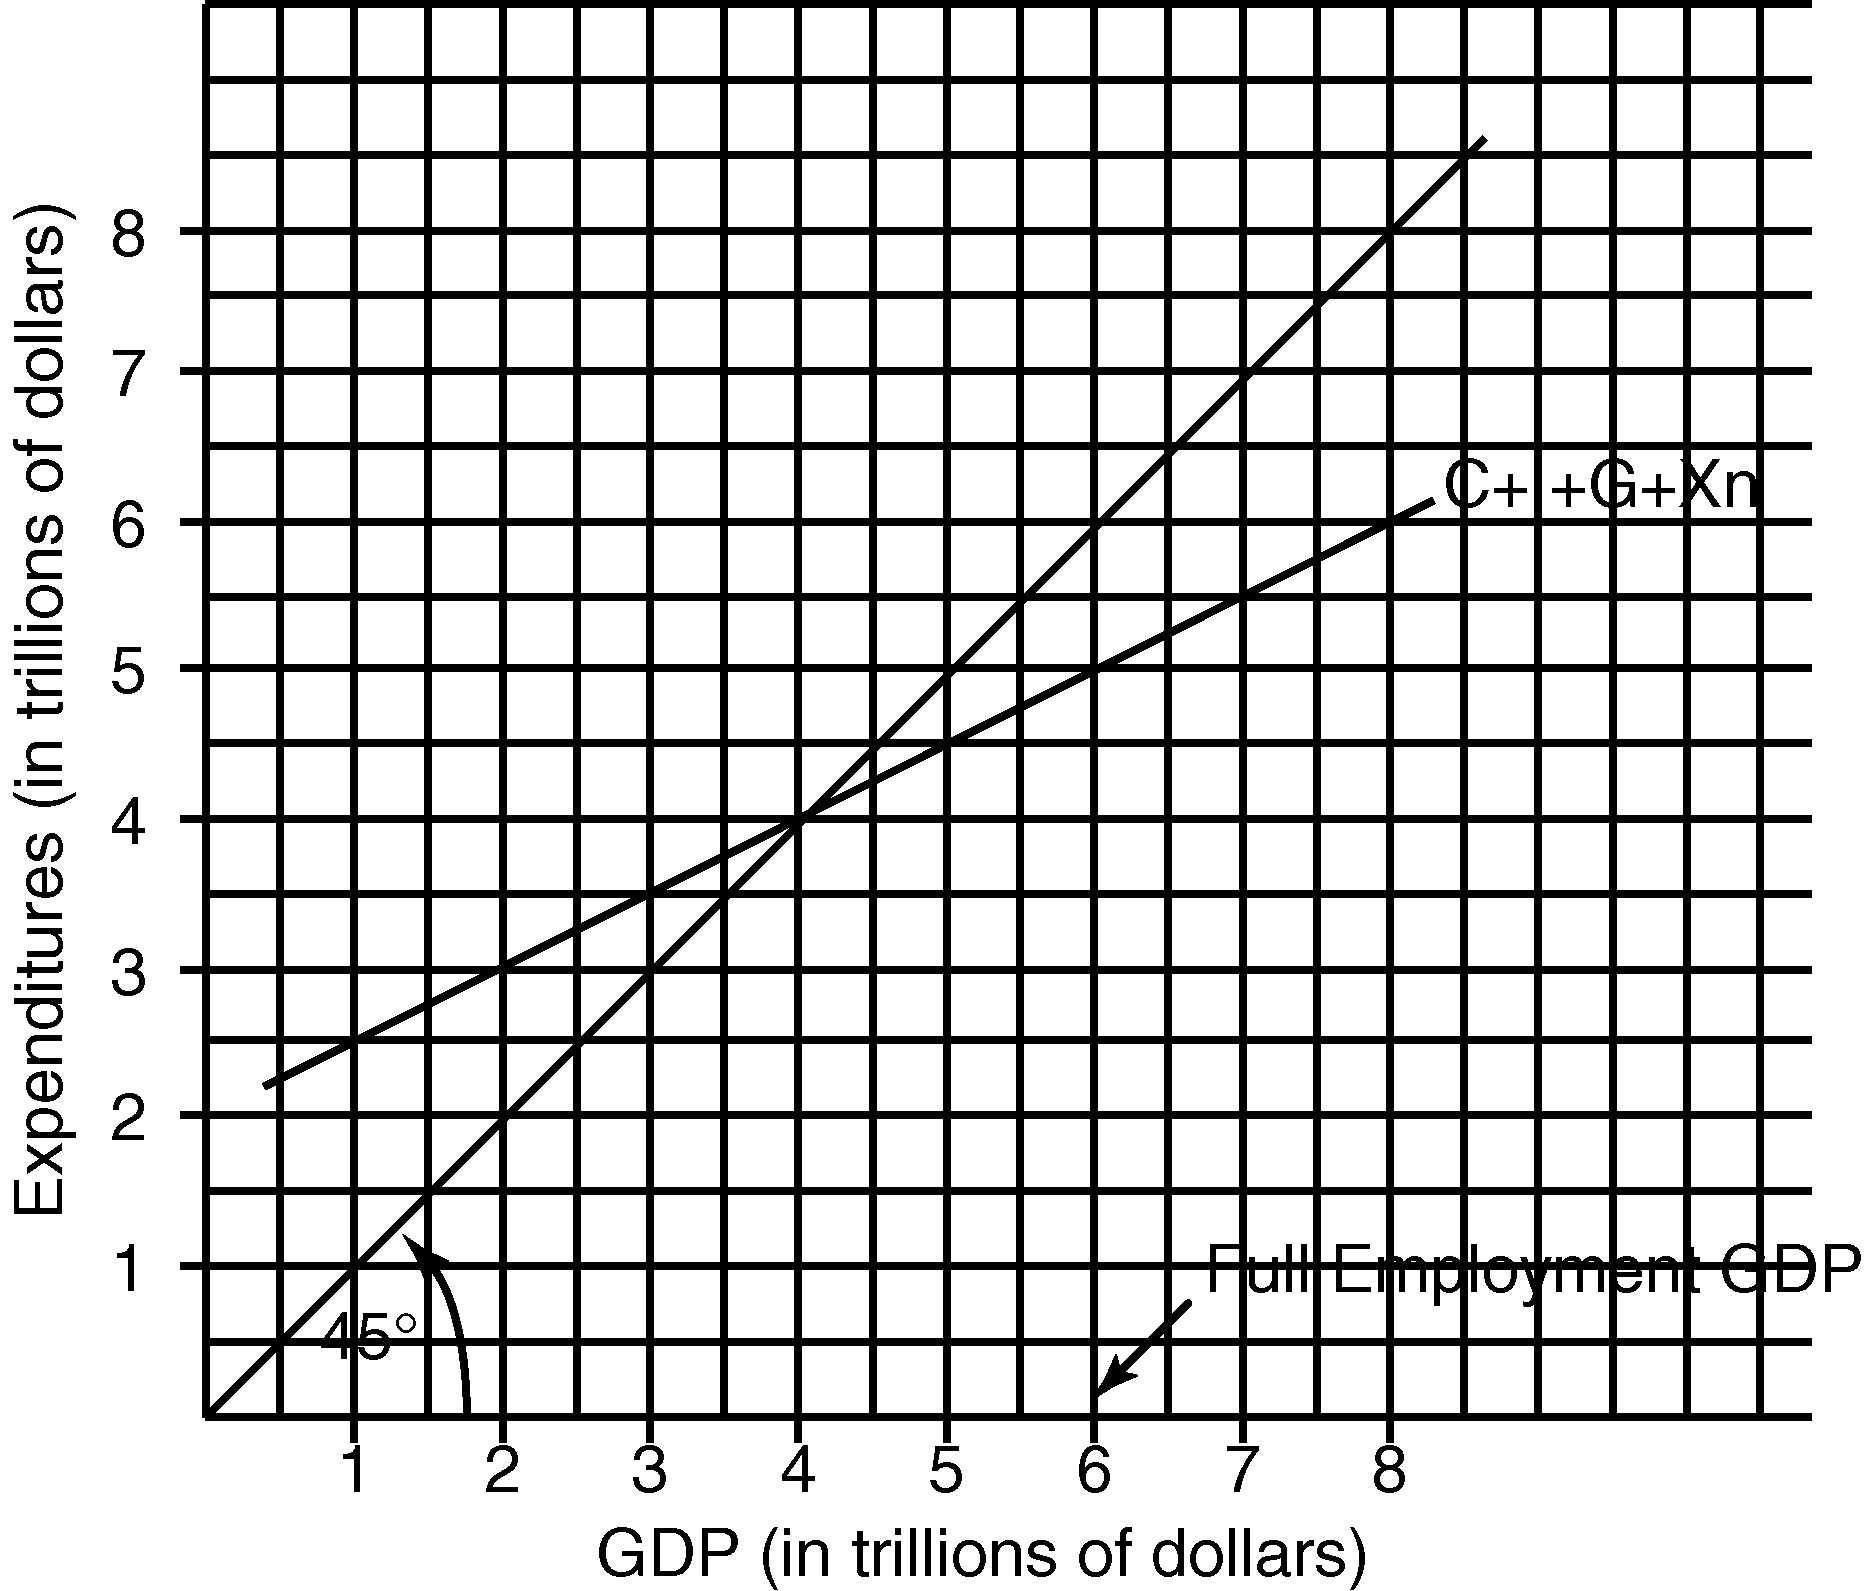 Expenditures (in trillions of dollars)
8
7
6
5
4
3
2
1
C+ +G+Xn
Full Employment GDP
45°
1 2 3 4 5 6 7 8
GDP (in trillions of dollars)